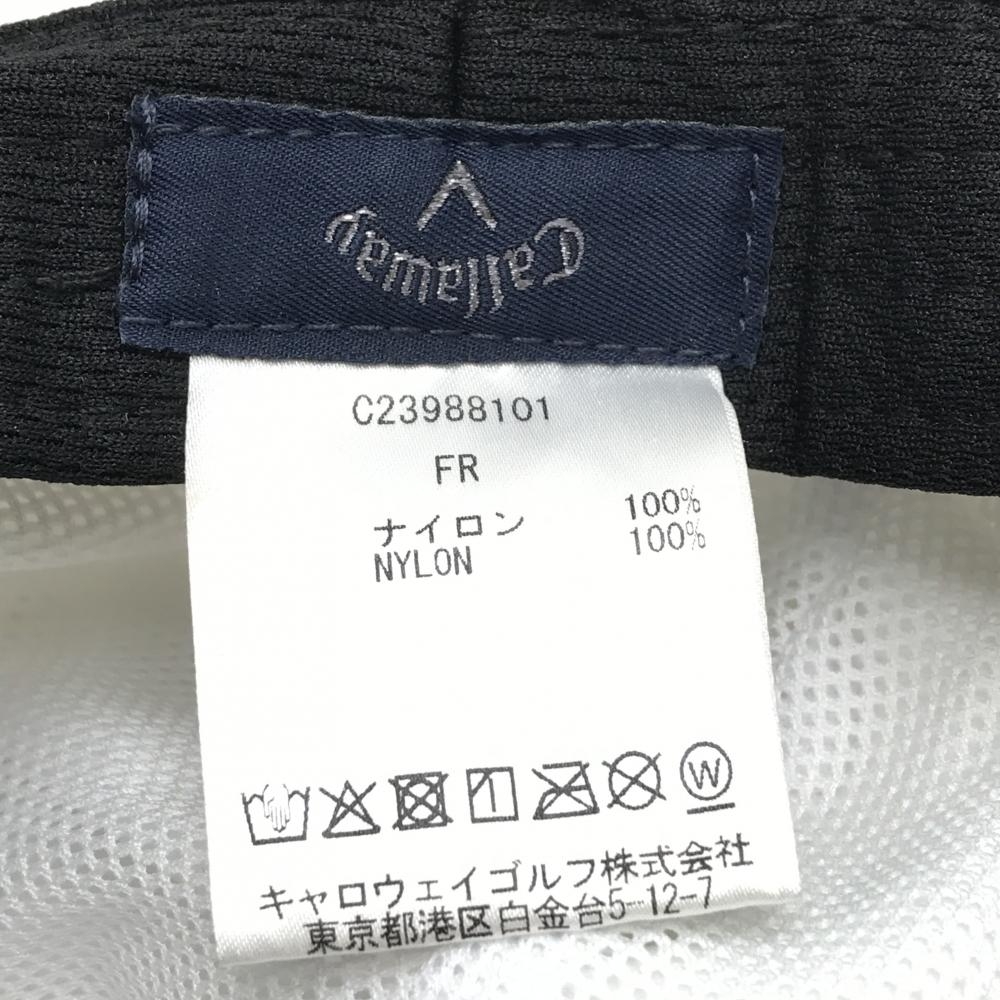 Callaway
C23988101
FR
ナイロン 100%
NYLON 100%
W
キャロウェイゴルフ株式会社
東京都港区白金台5-12-7